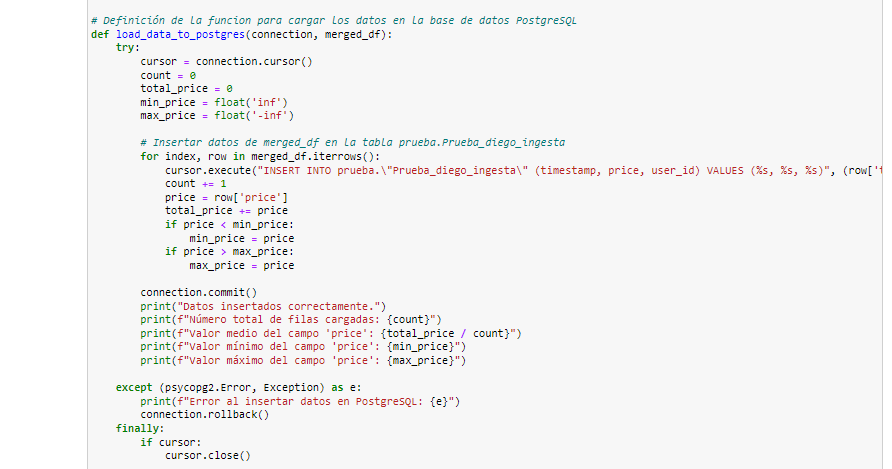 # Definición de la funcion para cargar los datos en la base de datos PostgreSQL
def load_data_to_postgres(connection, merged_df):
    try:
        cursor = connection.cursor()
        count = 0
        total_price = 0
        min_price = float('inf')
        max_price = float('-inf')

        # Insertar datos de merged_df en la tabla prueba.Prueba_diego_ingesta
        for index, row in merged_df.iterrows():
            cursor.execute("INSERT INTO prueba.\"Prueba_diego_ingesta\" (timestamp, price, user_id) VALUES (%s, %s, %s)", (row['
            count += 1
            price = row['price']
            total_price += price
            if price < min_price:
                min_price = price
            if price > max_price:
                max_price = price

        connection.commit()
        print("Datos insertados correctamente.")
        print(f"Número total de filas cargadas: {count}")
        print(f"Valor medio del campo 'price': {total_price / count}")
        print(f"Valor mínimo del campo 'price': {min_price}")
        print(f"Valor máximo del campo 'price': {max_price}")

    except (psycopg2.Error, Exception) as e:
        print(f"Error al insertar datos en PostgreSQL: {e}")
        connection.rollback()
    finally:
        if cursor:
            cursor.close()